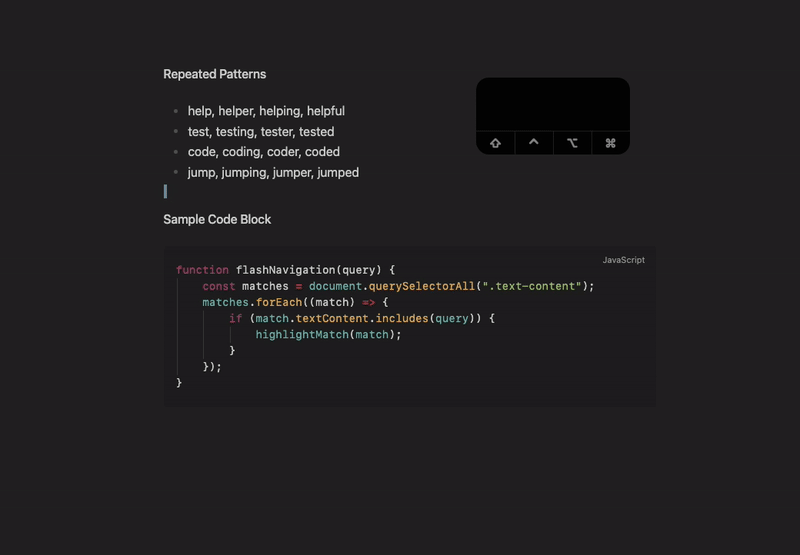 Repeated Patterns
help, helper, helping, helpful
test, testing, tester, tested
code, coding, coder, coded
jump, jumping, jumper, jumped
Sample Code Block
JavaScript
function flashNavigation(query) {
    const matches = document.querySelectorAll(".text-content");
    matches.forEach((match) => {
        if (match.textContent.includes(query)) {
            highlightMatch(match);
        }
    });
}